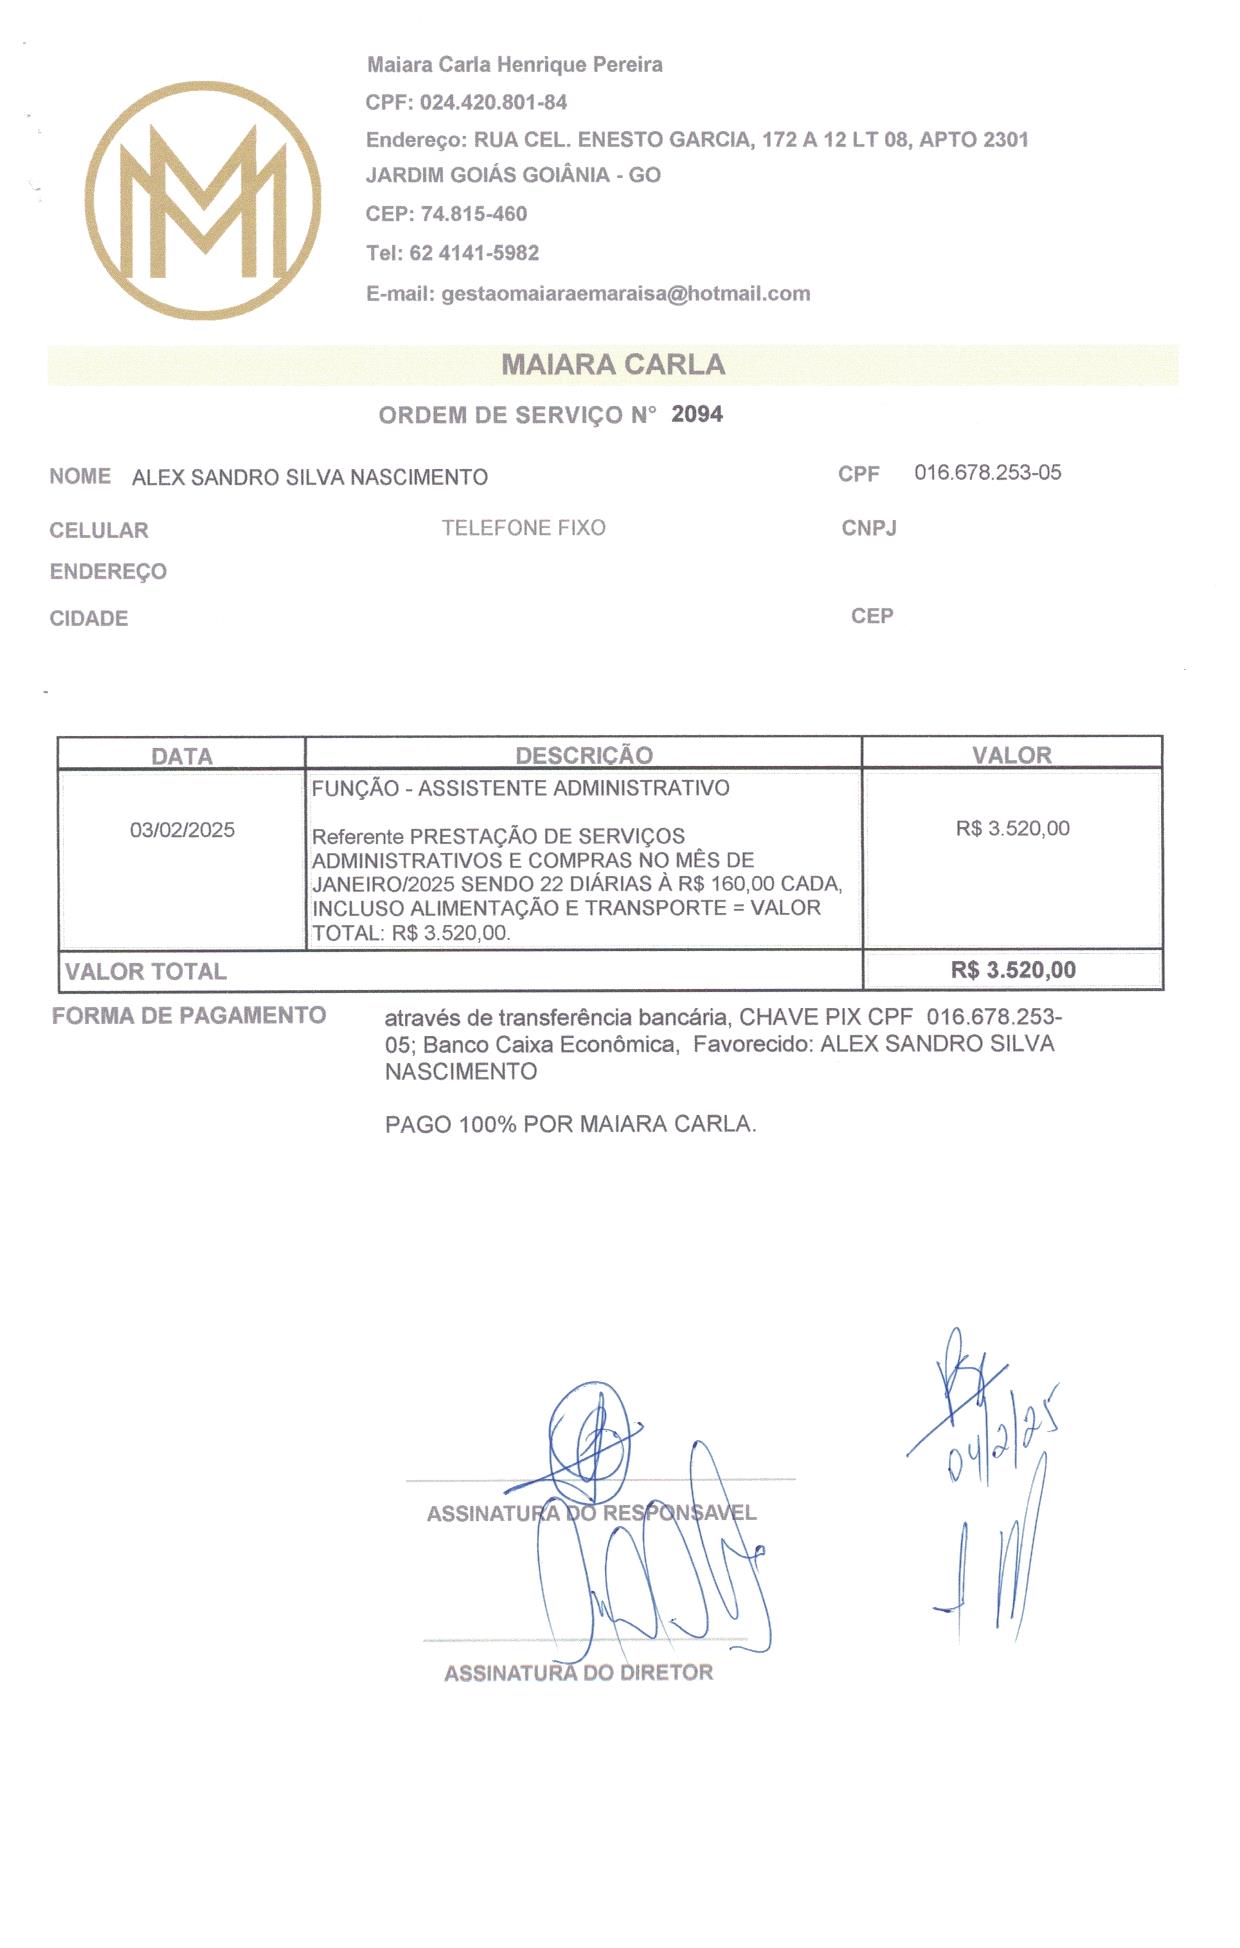 Maiara Carla Henrique Pereira
CPF: 024.420.801-84
Endereço: RUA CEL. ENESTO GARCIA, 172 A 12 LT 08, APTO 2301
JARDIM GOIÁS GOIÂNIA - GO
CEP: 74.815-460
Tel: 62 4141-5982
E-mail: gestaomaiaraemaraisa@hotmail.com
MAIARA CARLA
ORDEM DE SERVIÇO N° 2094
NOME ALEX SANDRO SILVA NASCIMENTO CPF 016.678.253-05
CELULAR TELEFONE FIXO CNPJ
ENDEREÇO
CIDADE CEP
DATA DESCRIÇÃO VALOR
FUNÇÃO - ASSISTENTE ADMINISTRATIVO
03/02/2025 Referente PRESTAÇÃO DE SERVIÇOS R$ 3.520,00
ADMINISTRATIVOS E COMPRAS NO MÊS DE
JANEIRO/2025 SENDO 22 DIÁRIAS À R$ 160,00 CADA,
INCLUSO ALIMENTAÇÃO E TRANSPORTE = VALOR
TOTAL: R$ 3.520,00.
VALOR TOTAL R$ 3.520,00
FORMA DE PAGAMENTO através de transferência bancária, CHAVE PIX CPF 016.678.253-
05; Banco Caixa Econômica, Favorecido: ALEX SANDRO SILVA
NASCIMENTO
PAGO 100% POR MAIARA CARLA.
04/2/25
ASSINATURA DO RESPONSAVEL
ASSINATURA DO DIRETOR